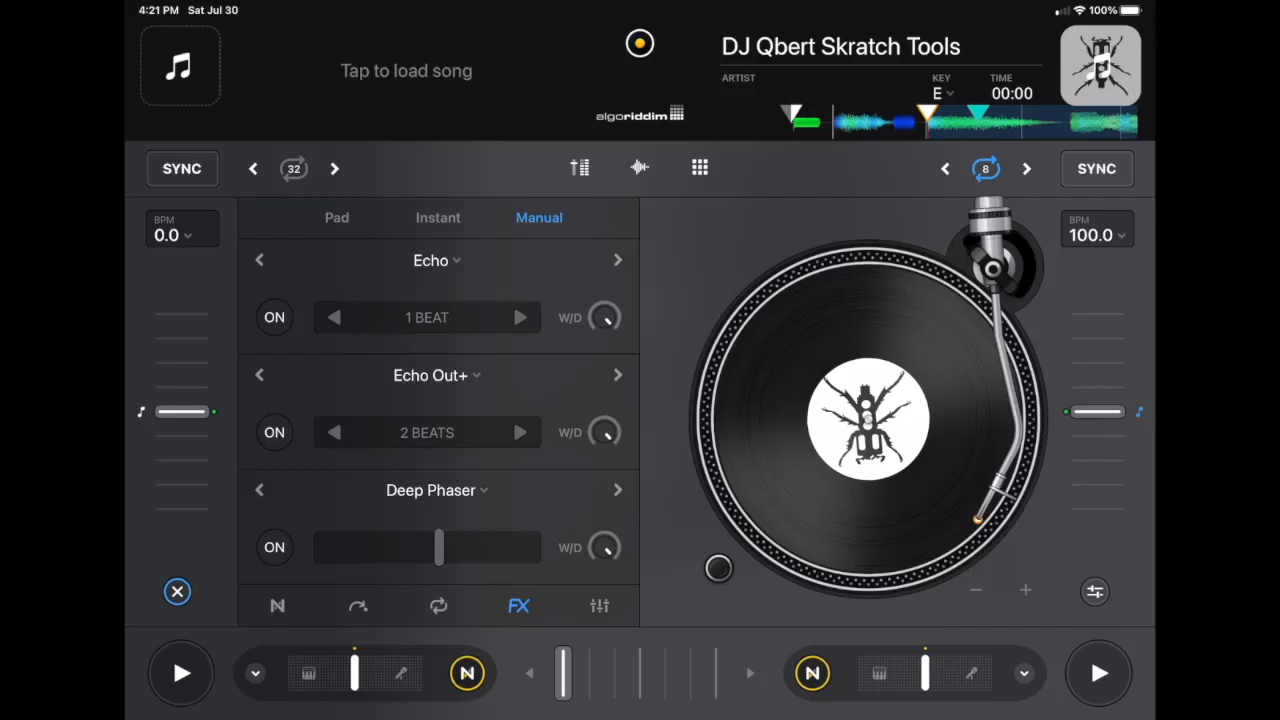 4:21 PM Sat Jul 30
100%
Tap to load song
DJ Qbert Skratch Tools
ARTIST
KEY
TIME
E
00:00
algoriddim
SYNC
32
8
SYNC
BPM
0.0
Pad
Instant
Manual
BPM
100.0
Echo
ON
1 BEAT
W/D
Echo Out+
ON
2 BEATS
W/D
Deep Phaser
ON
W/D
FX